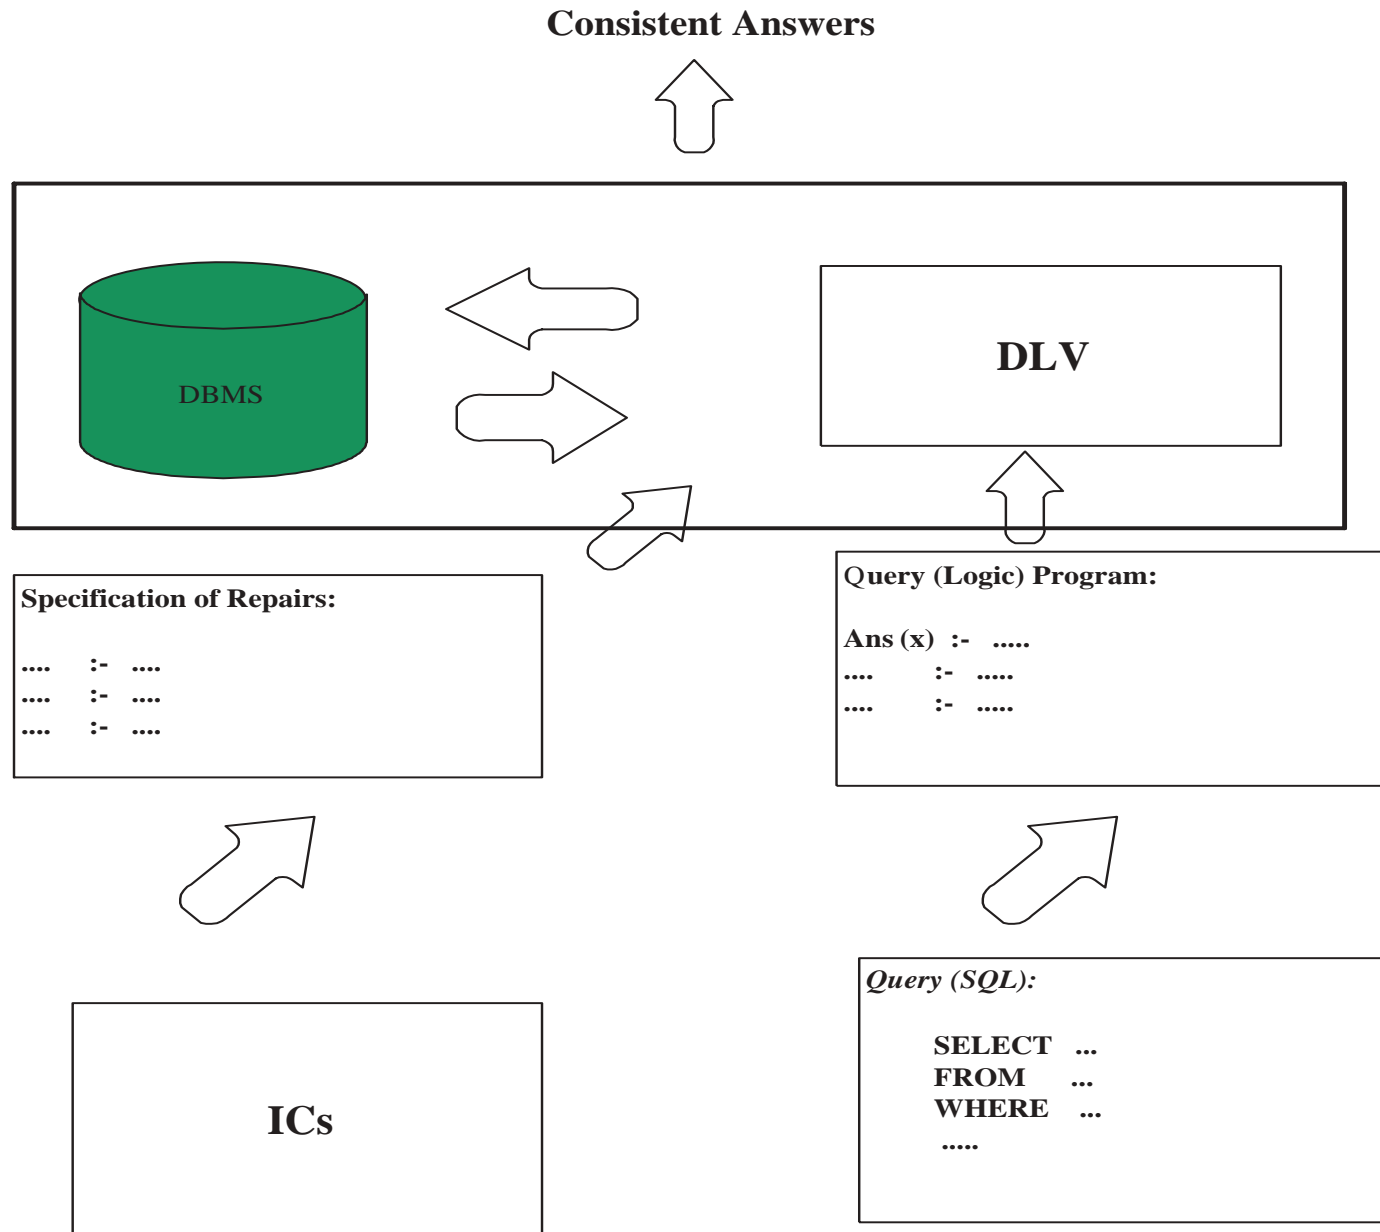 Consistent Answers
DBMS
DLV
Specification of Repairs:
.... :- ....
.... :- ....
.... :- ....
Query (Logic) Program:
Ans (x) :- .....
.... :- .....
.... :- .....
ICs
Query (SQL):
SELECT ...
FROM ...
WHERE ...
.....